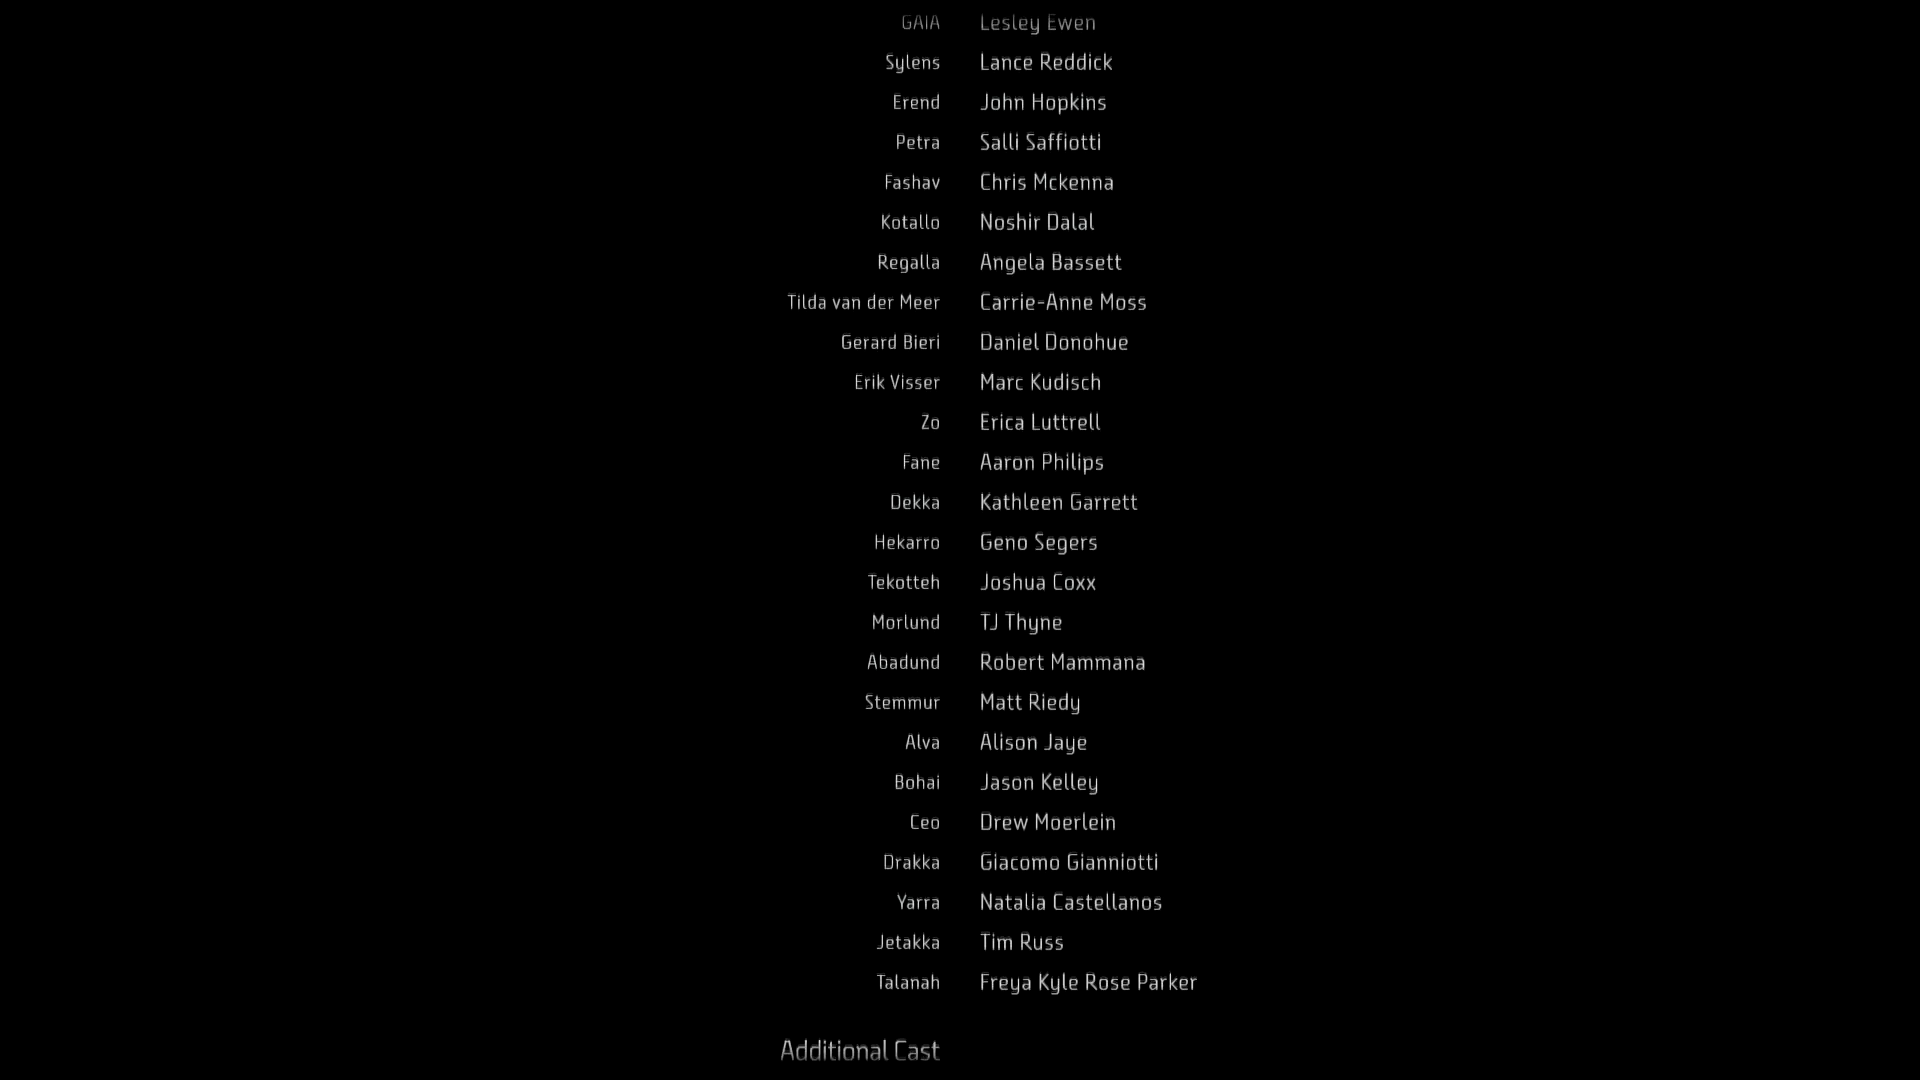 GAIA Lesley Ewen
Sylens Lance Reddick
Erend John Hopkins
Petra Salli Saffiotti
Fashav Chris Mckenna
Kotallo Noshir Dalal
Regalla Angela Bassett
Tilda van der Meer Carrie-Anne Moss
Gerard Bieri Daniel Donohue
Erik Visser Marc Kudisch
Zo Erica Luttrell
Fane Aaron Philips
Dekka Kathleen Garrett
Hekarro Geno Segers
Tekotteh Joshua Coxx
Morlund TJ Thyne
Abadund Robert Mammana
Stemmur Matt Riedy
Alva Alison Jaye
Bohai Jason Kelley
Ceo Drew Moerlein
Drakka Giacomo Gianniotti
Yarra Natalia Castellanos
Jetakka Tim Russ
Talanah Freya Kyle Rose Parker
Additional Cast